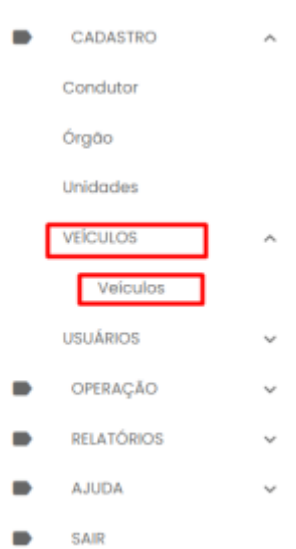 CADASTRO
Condutor
Órgão
Unidades
VEÍCULOS
Veículos
USUÁRIOS
OPERAÇÃO
RELATÓRIOS
AJUDA
SAIR